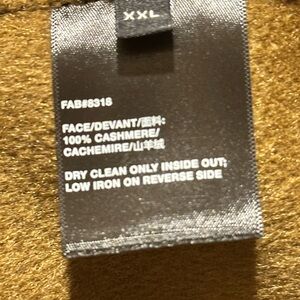 XXL
FAB#8318
FACE/DEVANT/面料:
100% CASHMERE/
CACHEMIRE/山羊绒
DRY CLEAN ONLY INSIDE OUT;
LOW IRON ON REVERSE SIDE